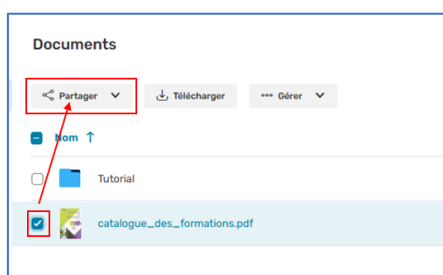 Documents
Partager
Télécharger
Gérer
Nom
Tutorial
catalogue_des_formations.pdf